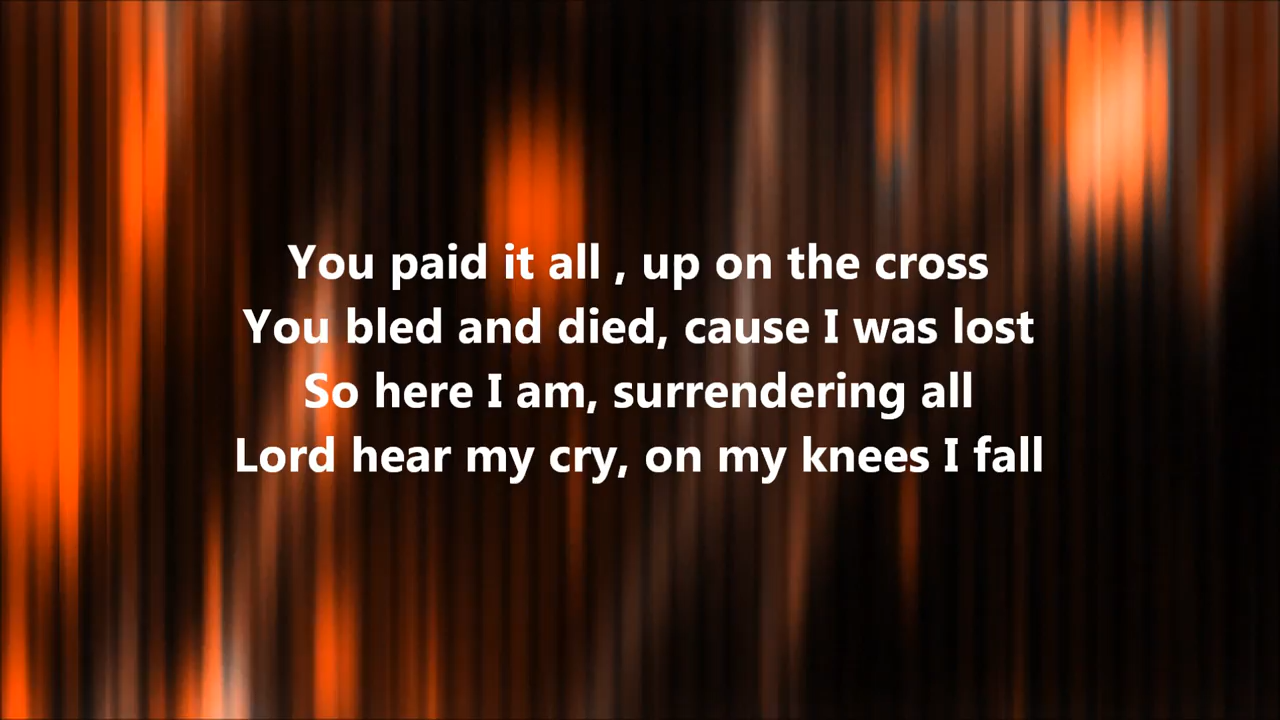 You paid it all , up on the cross
You bled and died, cause I was lost
So here I am, surrendering all
Lord hear my cry, on my knees I fall